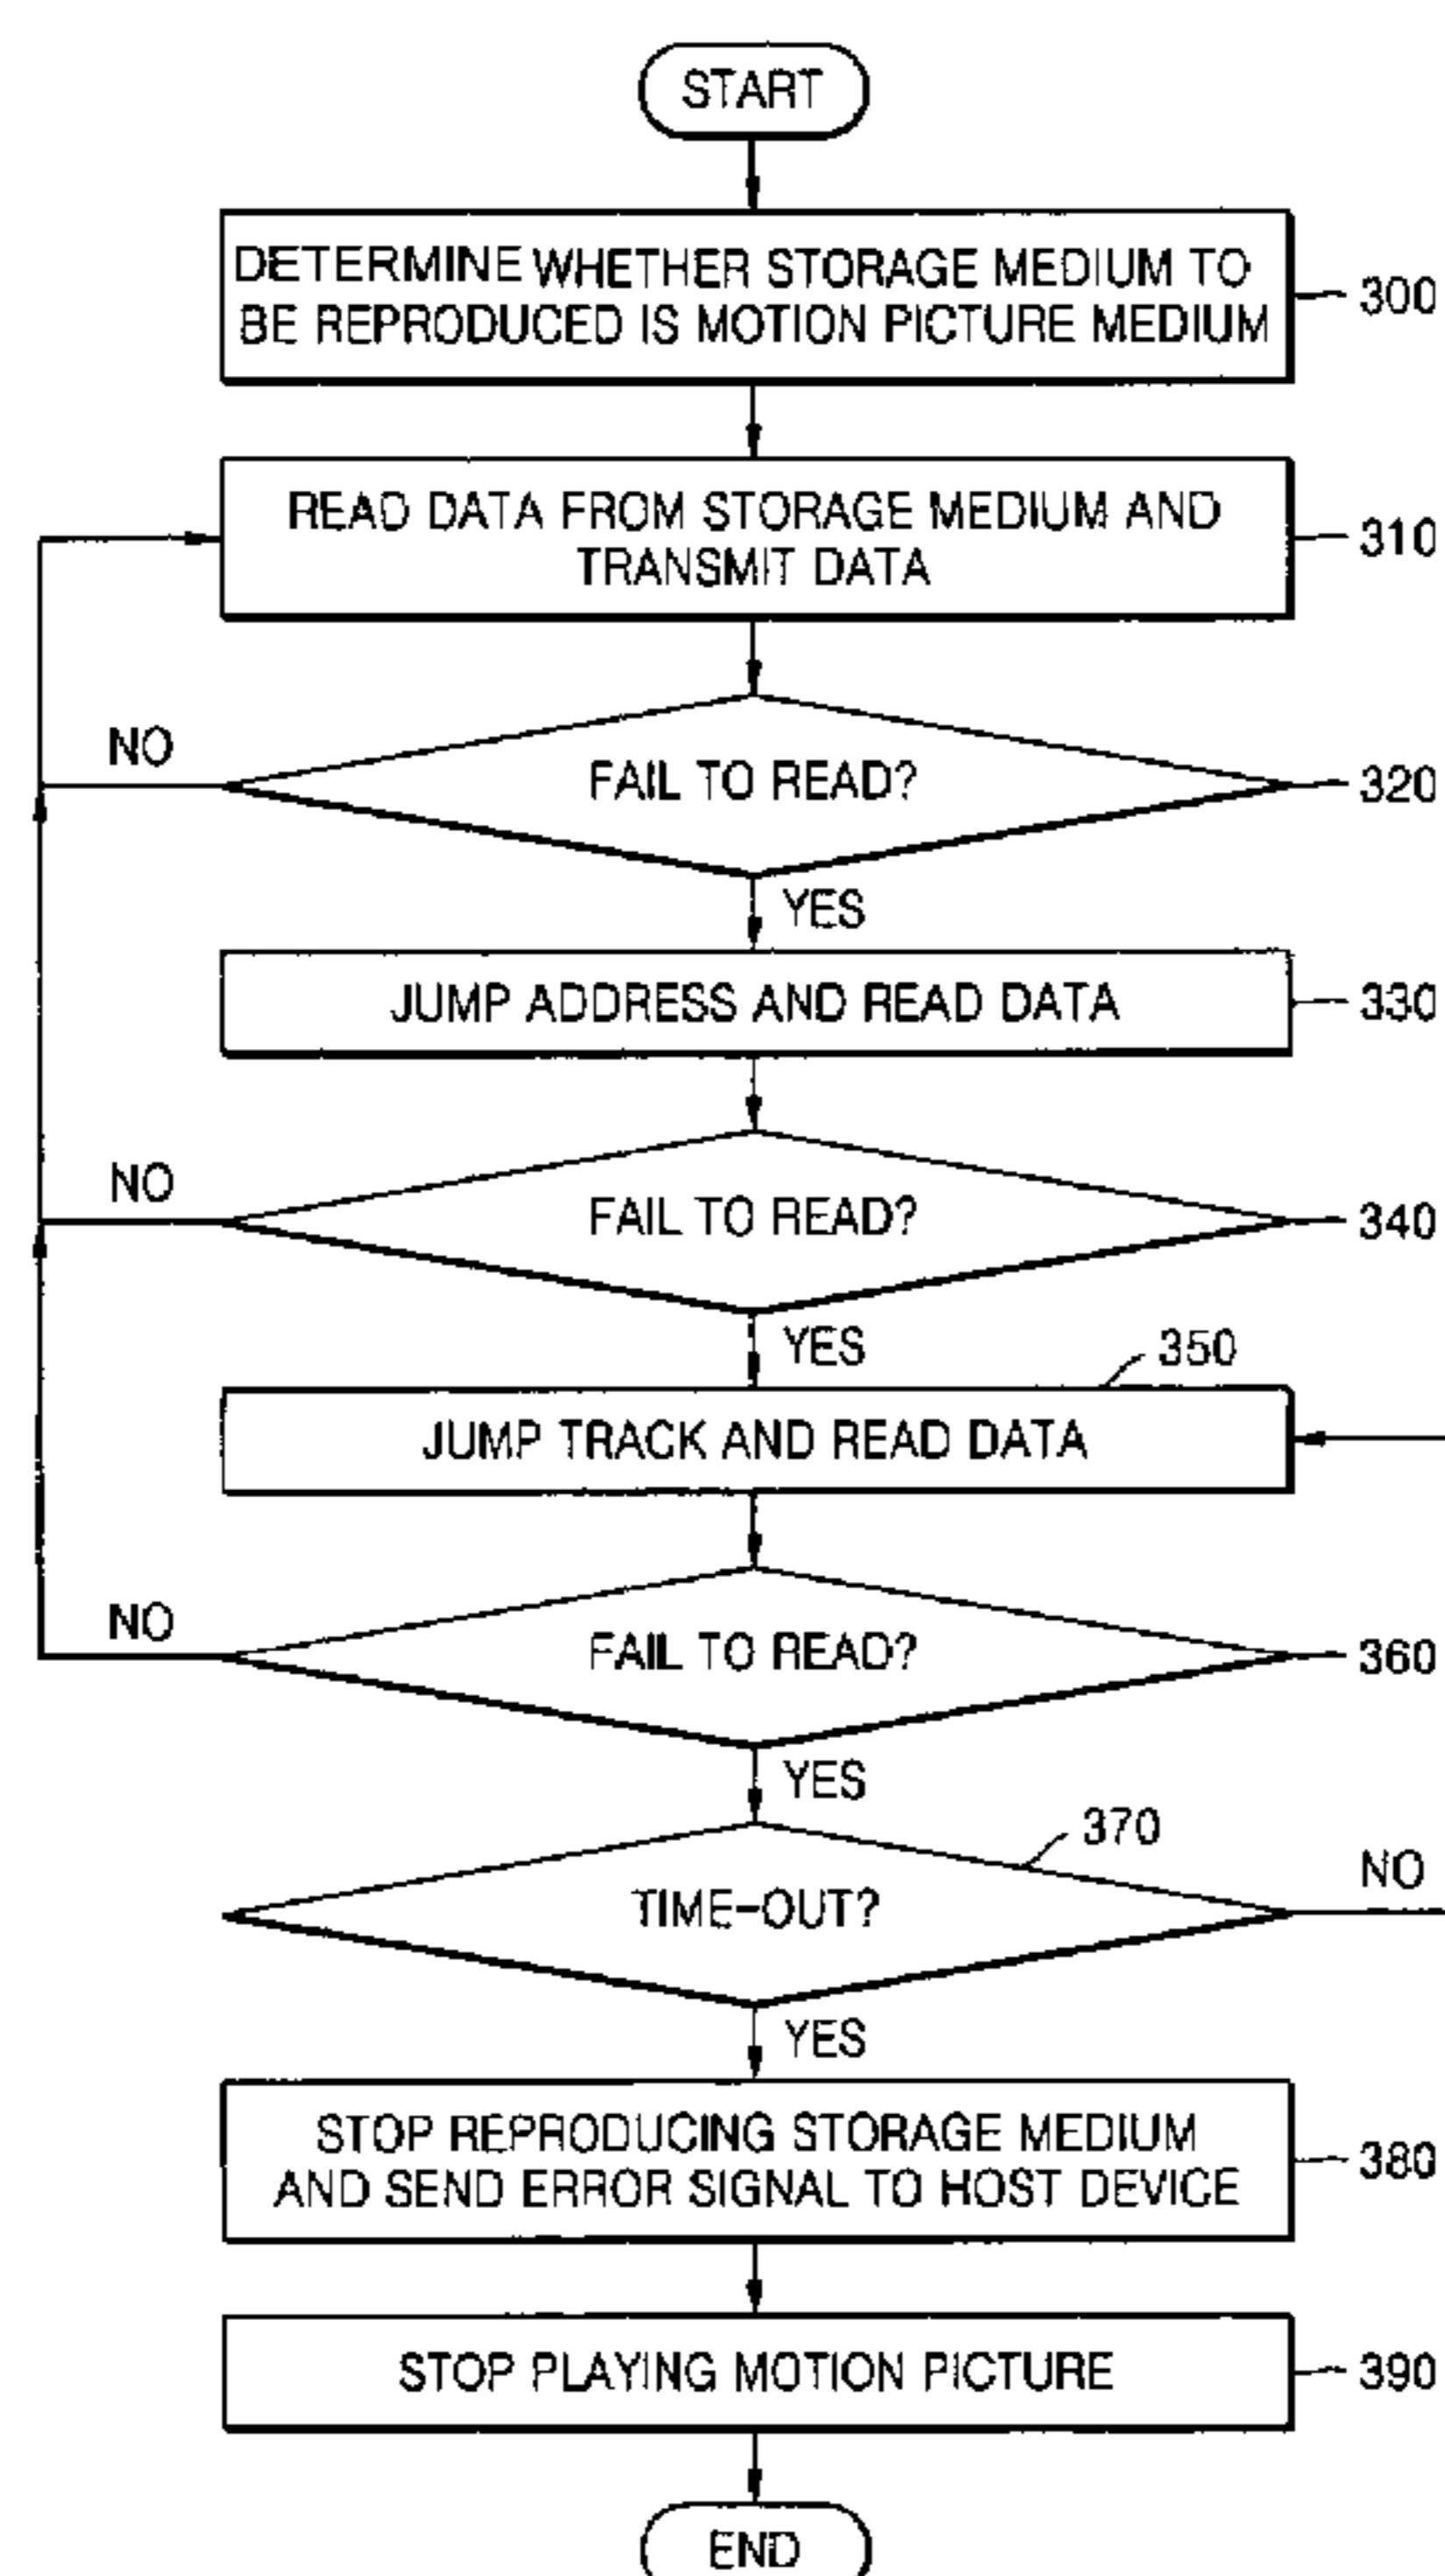 START
DETERMINE WHETHER STORAGE MEDIUM TO
BE REPRODUCED IS MOTION PICTURE MEDIUM
300
READ DATA FROM STORAGE MEDIUM AND
TRANSMIT DATA
310
NO
FAIL TO READ?
320
YES
JUMP ADDRESS AND READ DATA
330
NO
FAIL TO READ?
340
YES
350
JUMP TRACK AND READ DATA
NO
FAIL TO READ?
360
YES
370
NO
TIME-OUT?
YES
STOP REPRODUCING STORAGE MEDIUM
AND SEND ERROR SIGNAL TO HOST DEVICE
380
STOP PLAYING MOTION PICTURE
390
END